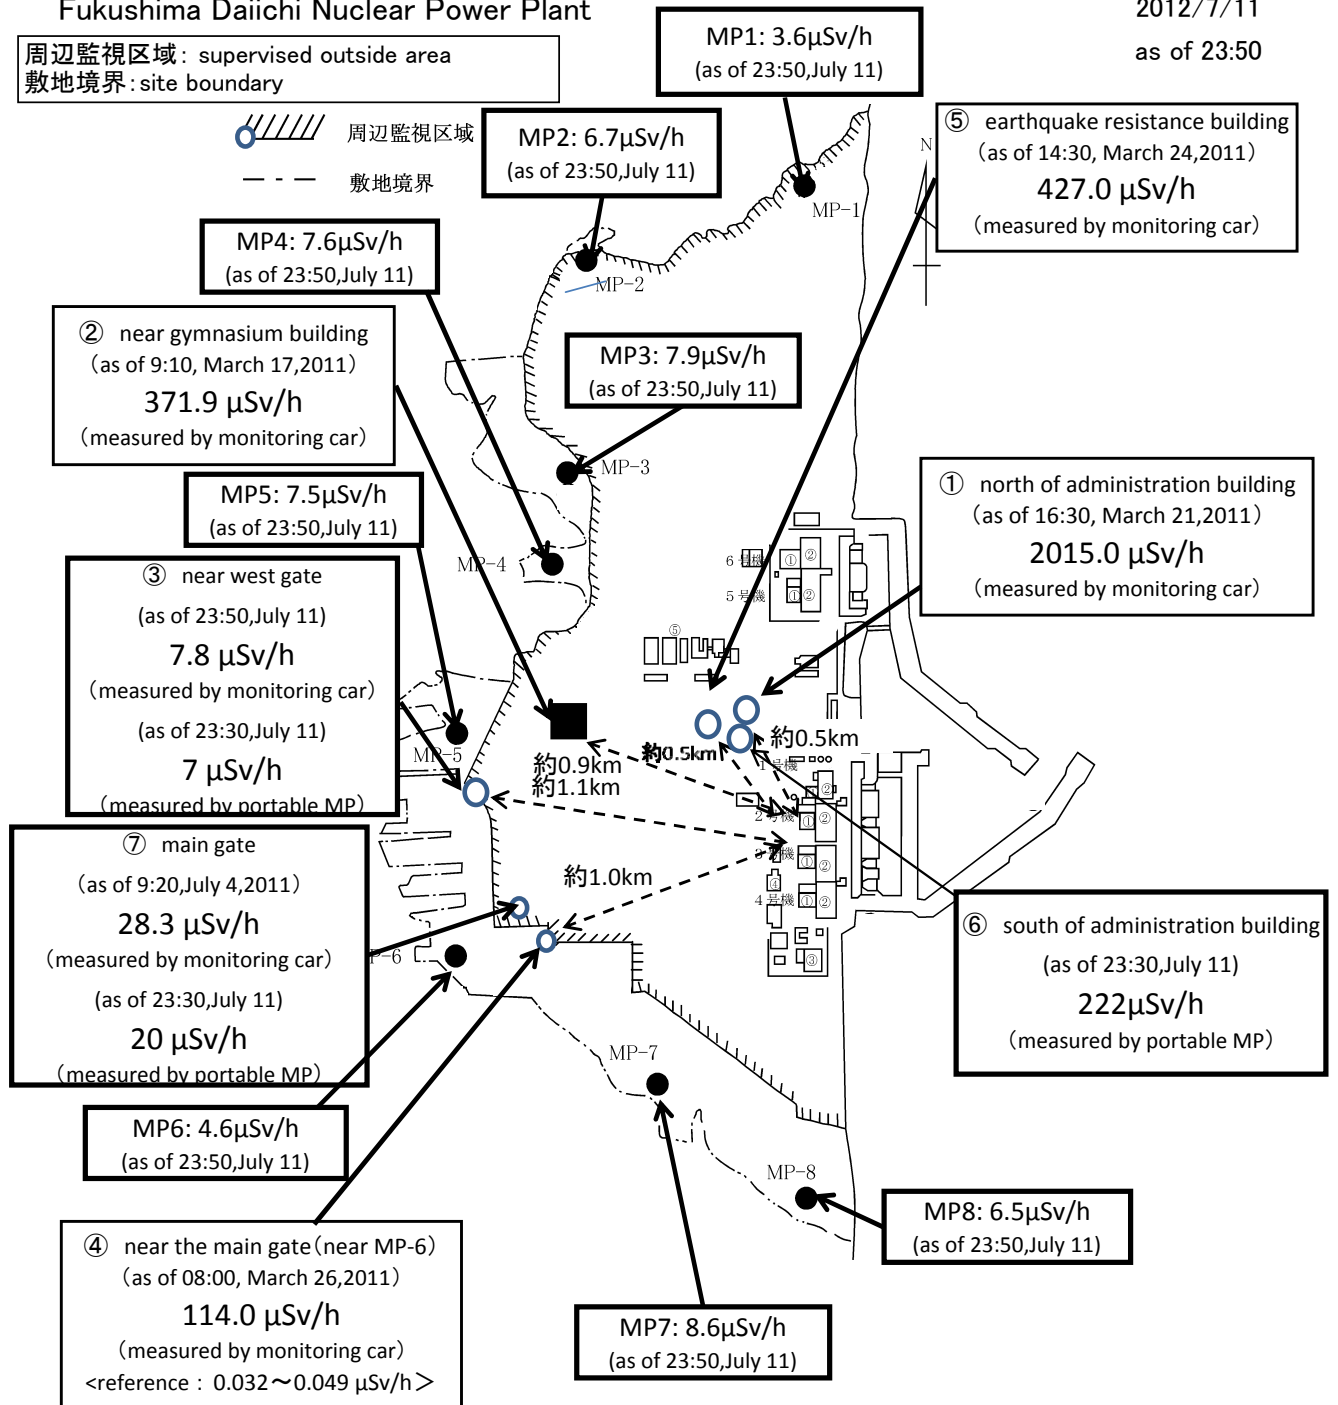 Fukushima Daiichi Nuclear Power Plant
2012/7/11
as of 23:50
周辺監視区域: supervised outside area
敷地境界:site boundary
周辺監視区域
敷地境界
MP1: 3.6μSv/h
(as of 23:50,July 11)
MP2: 6.7μSv/h
(as of 23:50,July 11)
⑤ earthquake resistance building
(as of 14:30, March 24,2011)
427.0 μSv/h
(measured by monitoring car)
N
MP-1
MP4: 7.6μSv/h
(as of 23:50,July 11)
MP-2
② near gymnasium building
(as of 9:10, March 17,2011)
371.9 μSv/h
(measured by monitoring car)
MP3: 7.9μSv/h
(as of 23:50,July 11)
MP-3
MP5: 7.5μSv/h
(as of 23:50,July 11)
① north of administration building
(as of 16:30, March 21,2011)
2015.0 μSv/h
(measured by monitoring car)
MP-4
6号機
①
②
5号機
①
②
③ near west gate
(as of 23:50,July 11)
7.8 μSv/h
(measured by monitoring car)
(as of 23:30,July 11)
7 μSv/h
(measured by portable MP)
⑤
MP-5
約0.9km
約1.1km
約0.5km
約0.5km
1号機
②
2号機
①
②
3号機
①
②
④
4号機
①
②
③
約1.0km
⑦ main gate
(as of 9:20,July 4,2011)
28.3 μSv/h
(measured by monitoring car)
(as of 23:30,July 11)
20 μSv/h
(measured by portable MP)
P-6
⑥ south of administration building
(as of 23:30,July 11)
222μSv/h
(measured by portable MP)
MP-7
MP6: 4.6μSv/h
(as of 23:50,July 11)
MP-8
MP8: 6.5μSv/h
(as of 23:50,July 11)
④ near the main gate(near MP-6)
(as of 08:00, March 26,2011)
114.0 μSv/h
(measured by monitoring car)
<reference : 0.032～0.049 μSv/h>
MP7: 8.6μSv/h
(as of 23:50,July 11)